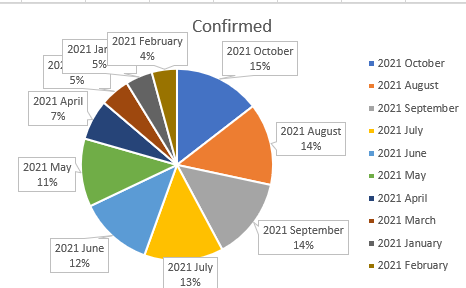 Confirmed
2021 February
4%
2021 October
15%
2021 Jan
5%
202
5%
2021 April
7%
2021 August
14%
2021 May
11%
2021 September
14%
2021 June
12%
2021 July
13%
2021 October
2021 August
2021 September
2021 July
2021 June
2021 May
2021 April
2021 March
2021 January
2021 February